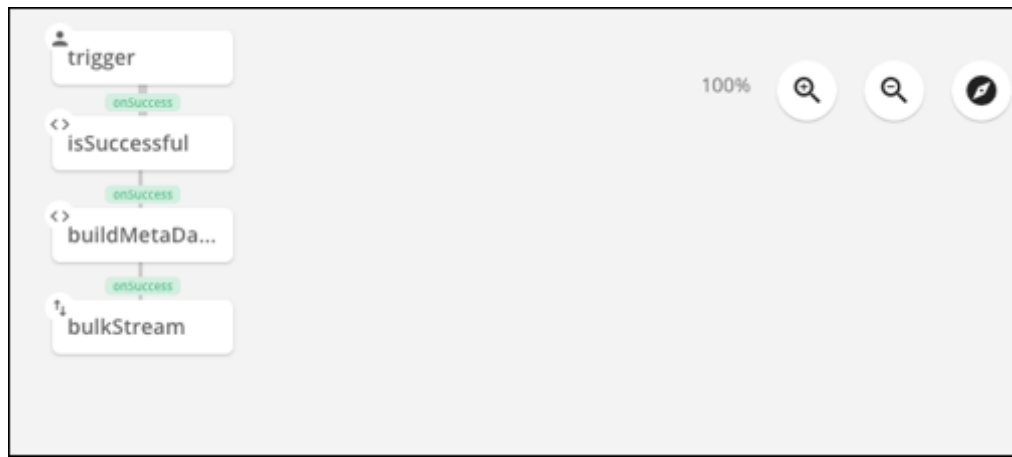 trigger
100%
onSuccess
isSuccessful
onSuccess
buildMetaDa...
onSuccess
bulkStream